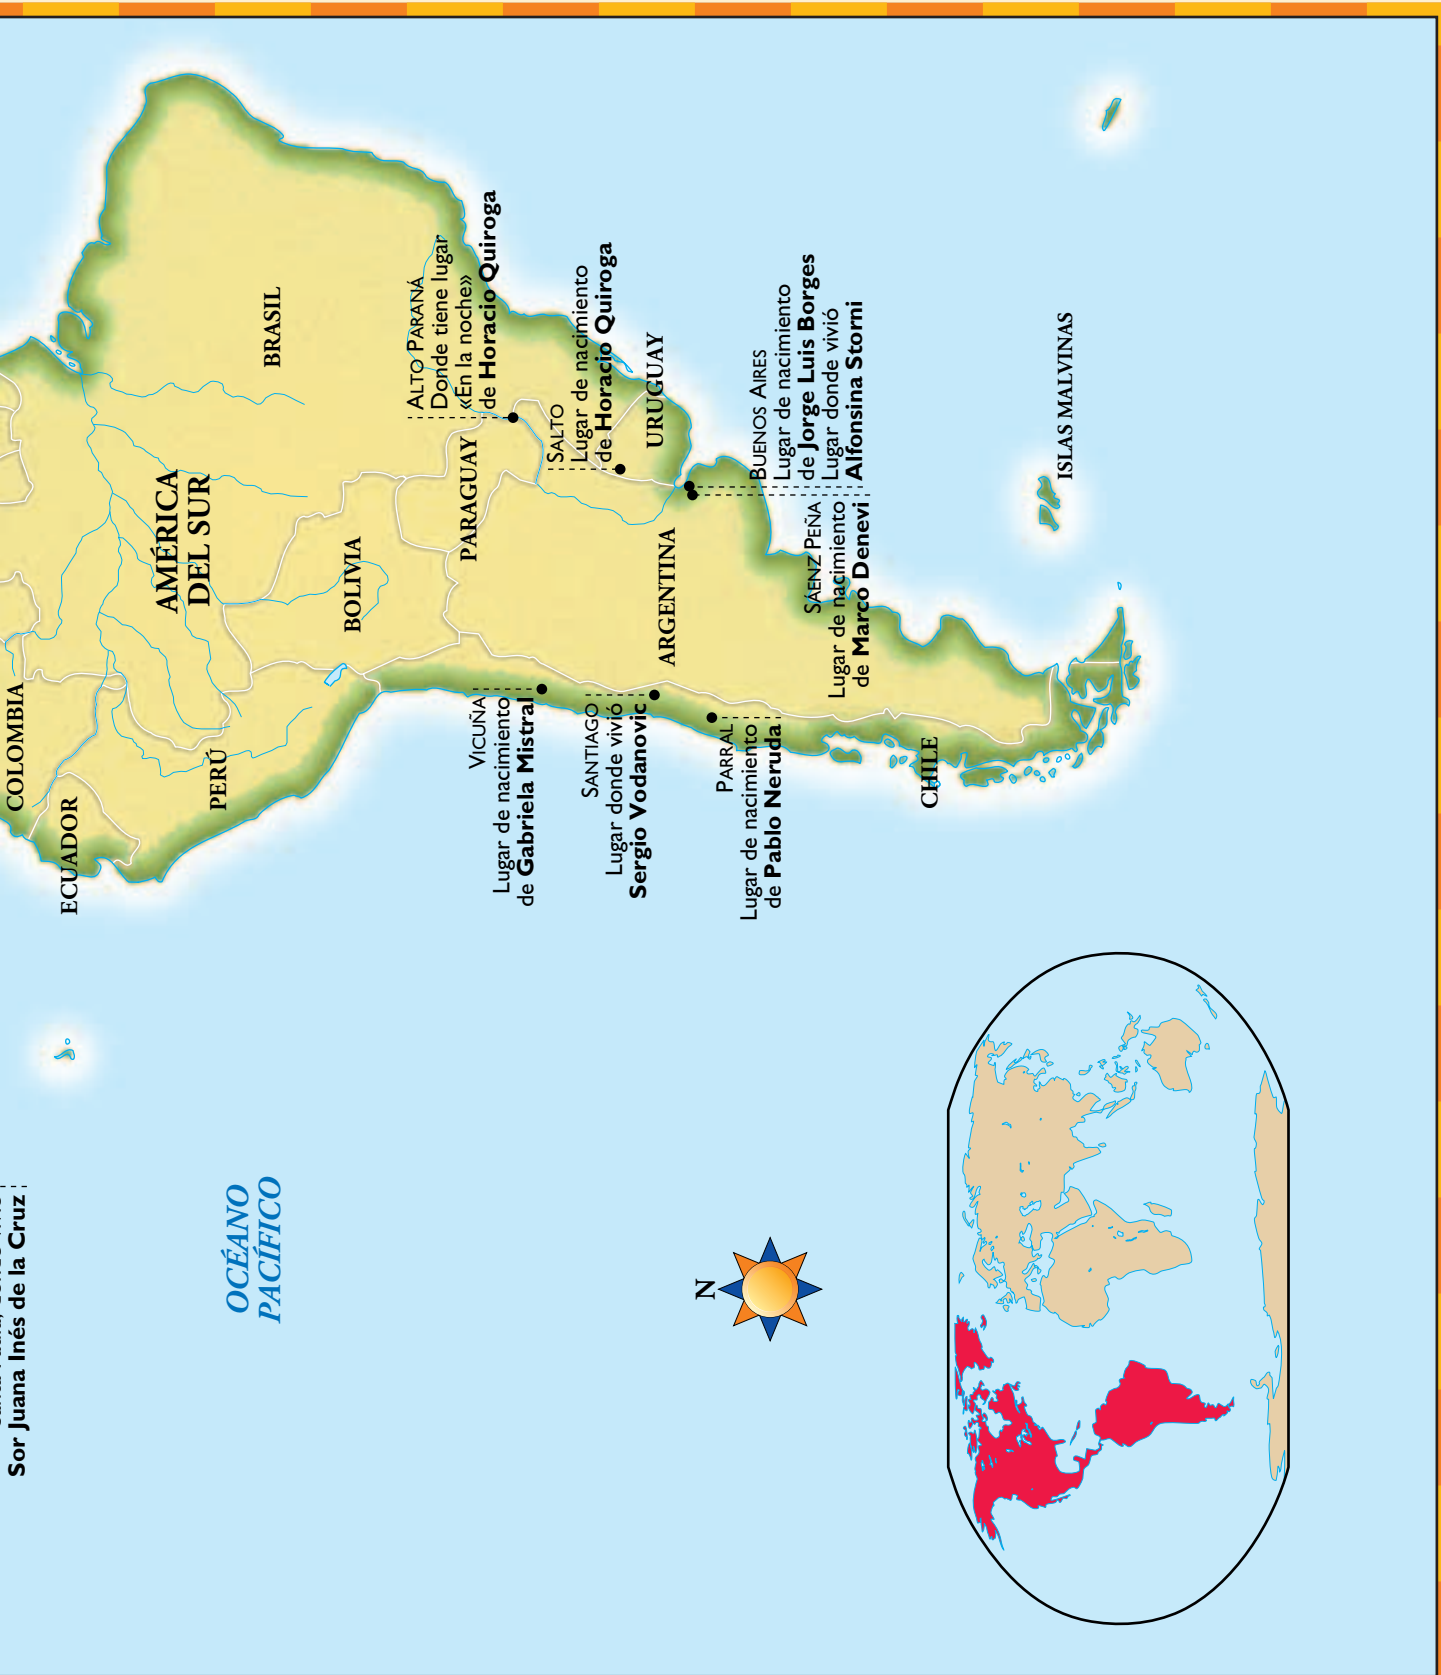 Sor Juana Inés de la Cruz
COLOMBIA
ECUADOR
PERÚ
AMÉRICA
DEL SUR
BRASIL
BOLIVIA
PARAGUAY
ALTO PARANÁ
Donde tiene lugar
«En la noche»
de Horacio Quiroga
SALTO
Lugar de nacimiento
de Horacio Quiroga
URUGUAY
ARGENTINA
BUENOS AIRES
Lugar de nacimiento
de Jorge Luis Borges
Lugar donde vivió
Alfonsina Storni
SÁENZ PEÑA
Lugar de nacimiento
de Marco Denevi
VICUÑA
Lugar de nacimiento
de Gabriela Mistral
SANTIAGO
Lugar donde vivió
Sergio Vodanovic
PARRAL
Lugar de nacimiento
de Pablo Neruda
CHILE
ISLAS MALVINAS
OCÉANO
PACÍFICO
N